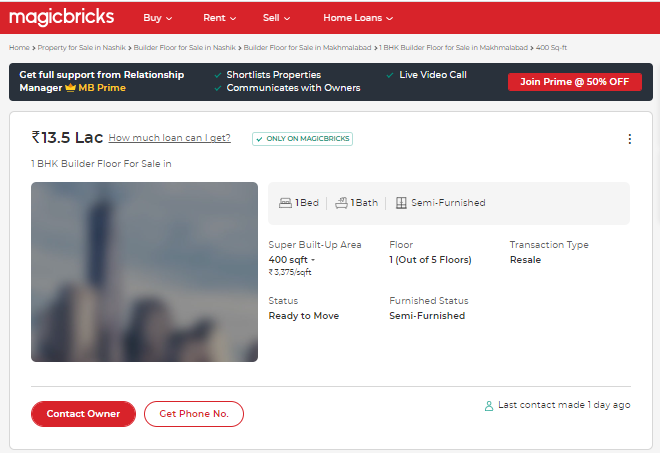 magicbricks
Buy Rent Sell Home Loans
Home > Property for Sale in Nashik > Builder Floor for Sale in Nashik > Builder Floor for Sale in Makhmalabad > 1 BHK Builder Floor for Sale in Makhmalabad > 400 Sq-ft
Get full support from Relationship
Manager MB Prime
Shortlists Properties
Communicates with Owners
Live Video Call
Join Prime @ 50% OFF
₹13.5 Lac How much loan can I get? ONLY ON MAGICBRICKS
1 BHK Builder Floor For Sale in
1 Bed 1 Bath Semi-Furnished
Super Built-Up Area
400 sqft -
₹ 3,375/sqft
Floor
1 (Out of 5 Floors)
Transaction Type
Resale
Status
Ready to Move
Furnished Status
Semi-Furnished
Contact Owner Get Phone No.
Last contact made 1 day ago